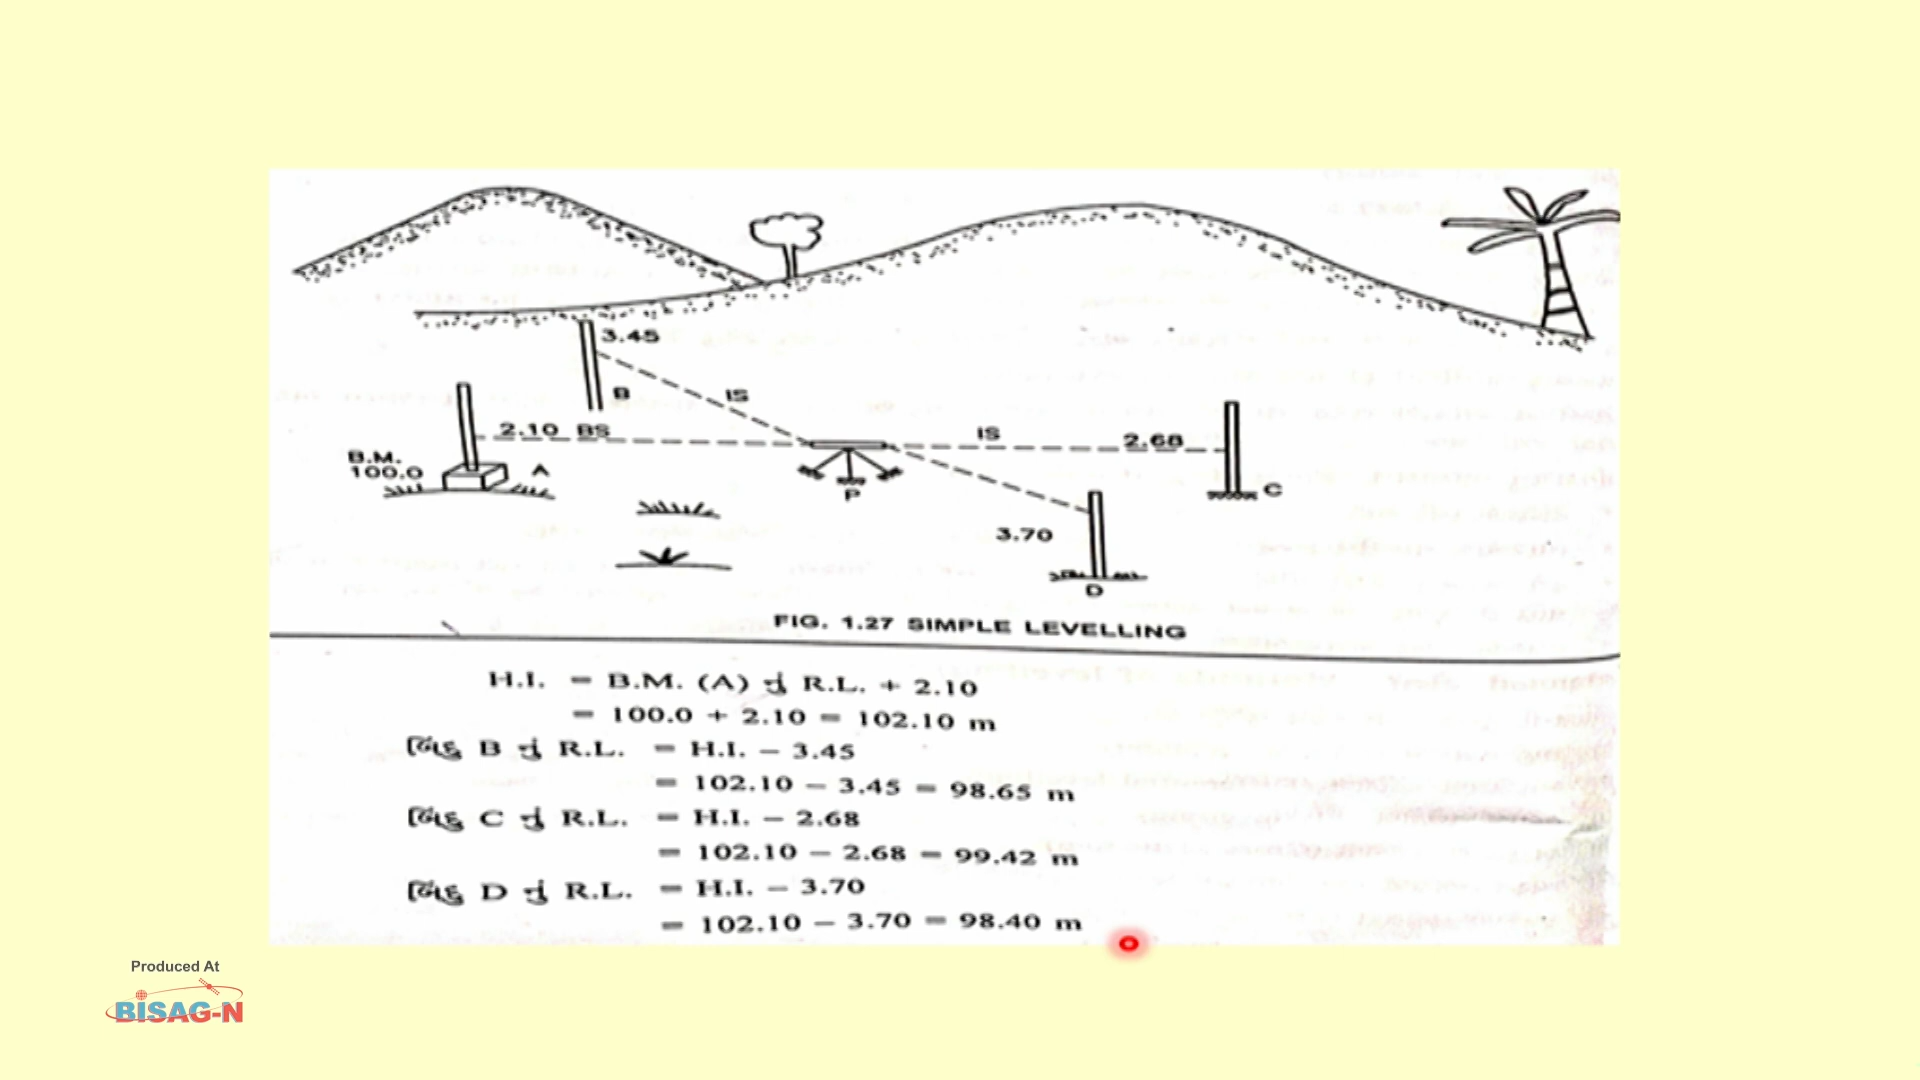 3.45
B
IS
2.10 BS
IS
2.68
B.M.
100.0
A
P
C
3.70
D
FIG. 1.27 SIMPLE LEVELLING
H.I. = B.M. (A) નું R.L. + 2.10
= 100.0 + 2.10 = 102.10 m
બિંદુ B નું R.L. = H.I. – 3.45
= 102.10 – 3.45 = 98.65 m
બિંદુ C નું R.L. = H.I. – 2.68
= 102.10 – 2.68 = 99.42 m
બિંદુ D નું R.L. = H.I. – 3.70
= 102.10 – 3.70 = 98.40 m
Produced At
BISAG-N